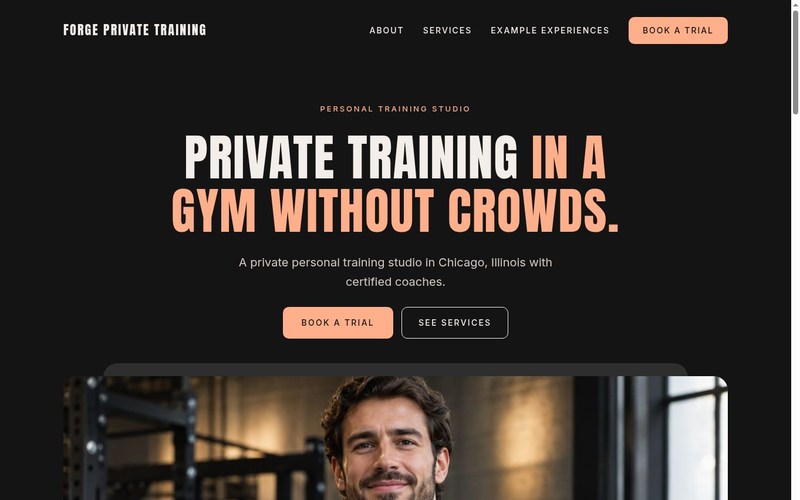 FORGE PRIVATE TRAINING
ABOUT
SERVICES
EXAMPLE EXPERIENCES
BOOK A TRIAL
PERSONAL TRAINING STUDIO
PRIVATE TRAINING IN A
GYM WITHOUT CROWDS.
A private personal training studio in Chicago, Illinois with
certified coaches.
BOOK A TRIAL
SEE SERVICES